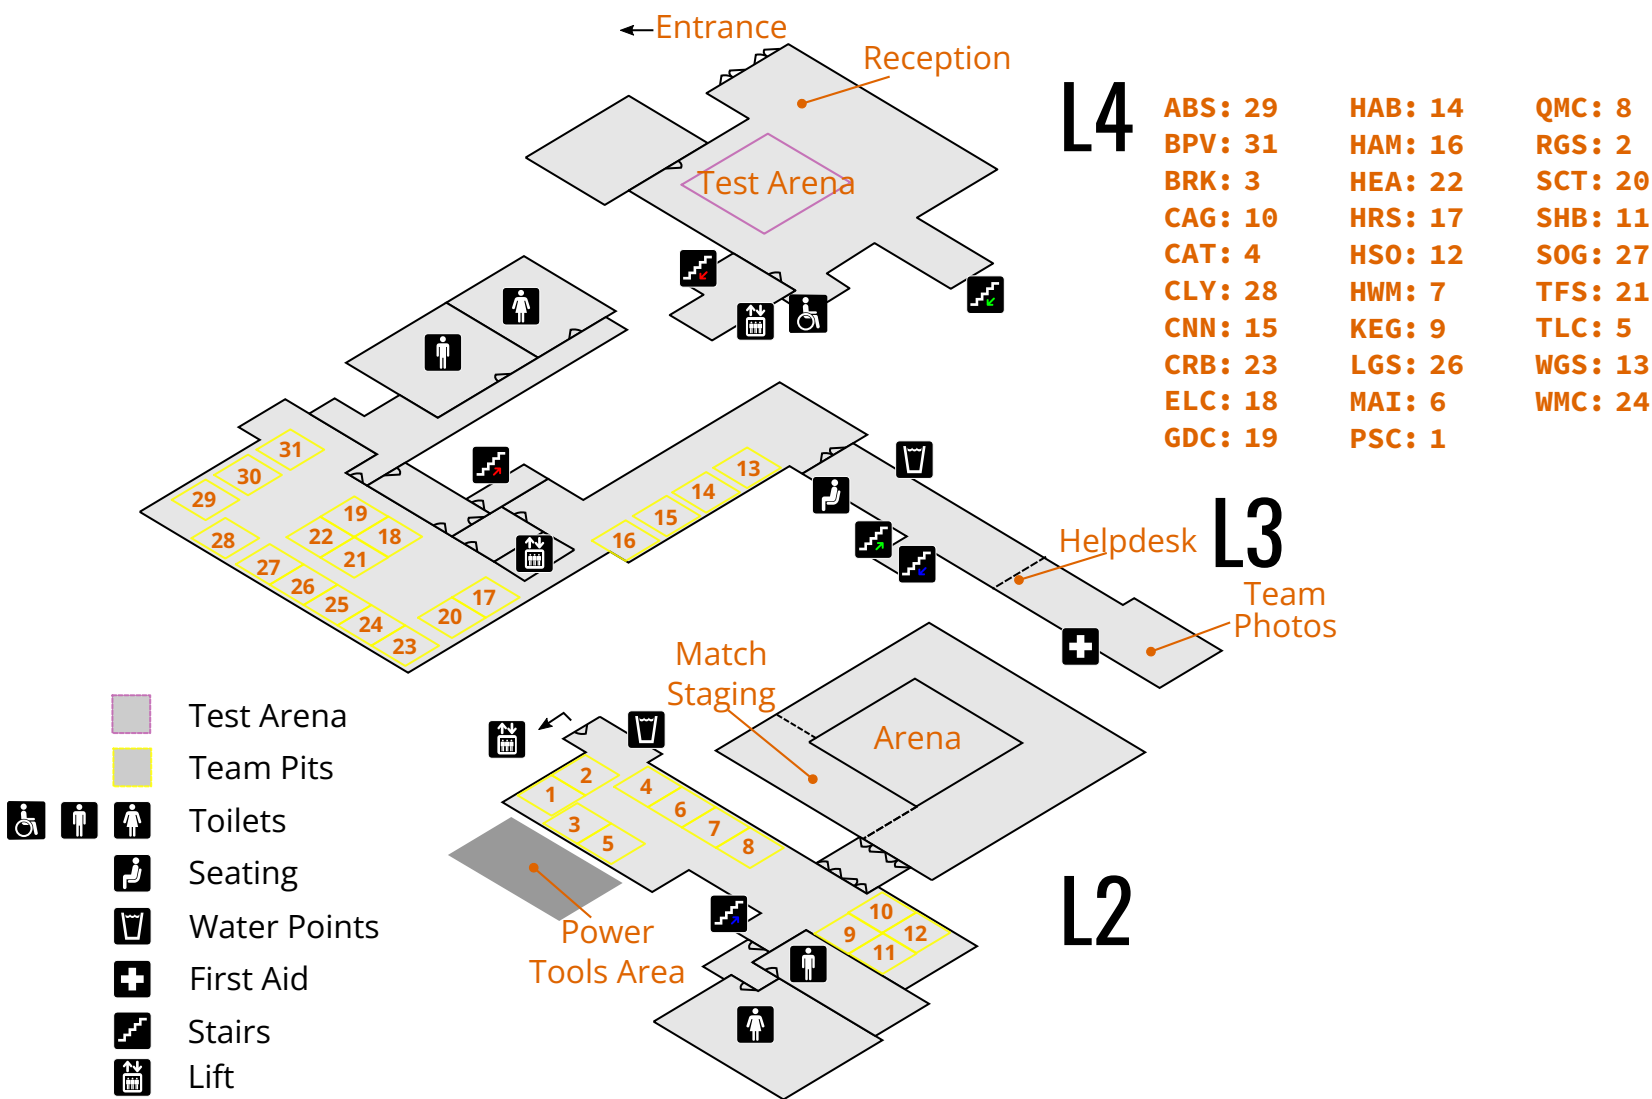 Entrance
Reception
Test Arena
L4
ABS: 29
BPV: 31
BRK: 3
CAG: 10
CAT: 4
CLY: 28
CNN: 15
CRB: 23
ELC: 18
GDC: 19
HAB: 14
HAM: 16
HEA: 22
HRS: 17
HSO: 12
HWM: 7
KEG: 9
LGS: 26
MAI: 6
PSC: 1
QMC: 8
RGS: 2
SCT: 20
SHB: 11
SOG: 27
TFS: 21
TLC: 5
WGS: 13
WMC: 24
31
30
29
28
19
22
18
21
27
26
25
24
23
17
20
13
14
15
16
Helpdesk
L3
Team
Photos
Match
Staging
Arena
2
1
4
3
6
5
7
8
10
9
12
11
Power
Tools Area
L2
Test Arena
Team Pits
Toilets
Seating
Water Points
First Aid
Stairs
Lift